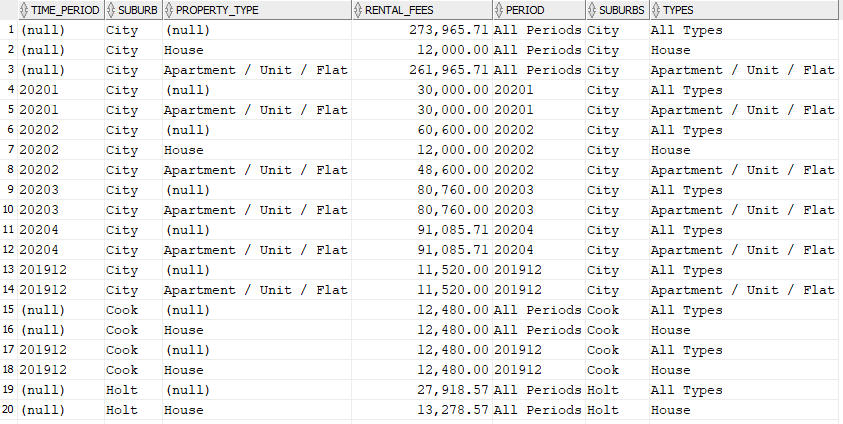 TIME_PERIOD SUBURB PROPERTY_TYPE RENTAL_FEES PERIOD SUBURBS TYPES
1 (null) City (null) 273,965.71 All Periods City All Types
2 (null) City House 12,000.00 All Periods City House
3 (null) City Apartment / Unit / Flat 261,965.71 All Periods City Apartment / Unit / Flat
4 20201 City (null) 30,000.00 20201 City All Types
5 20201 City Apartment / Unit / Flat 30,000.00 20201 City Apartment / Unit / Flat
6 20202 City (null) 60,600.00 20202 City All Types
7 20202 City House 12,000.00 20202 City House
8 20202 City Apartment / Unit / Flat 48,600.00 20202 City Apartment / Unit / Flat
9 20203 City (null) 80,760.00 20203 City All Types
10 20203 City Apartment / Unit / Flat 80,760.00 20203 City Apartment / Unit / Flat
11 20204 City (null) 91,085.71 20204 City All Types
12 20204 City Apartment / Unit / Flat 91,085.71 20204 City Apartment / Unit / Flat
13 201912 City (null) 11,520.00 201912 City All Types
14 201912 City Apartment / Unit / Flat 11,520.00 201912 City Apartment / Unit / Flat
15 (null) Cook (null) 12,480.00 All Periods Cook All Types
16 (null) Cook House 12,480.00 All Periods Cook House
17 201912 Cook (null) 12,480.00 201912 Cook All Types
18 201912 Cook House 12,480.00 201912 Cook House
19 (null) Holt (null) 27,918.57 All Periods Holt All Types
20 (null) Holt House 13,278.57 All Periods Holt House